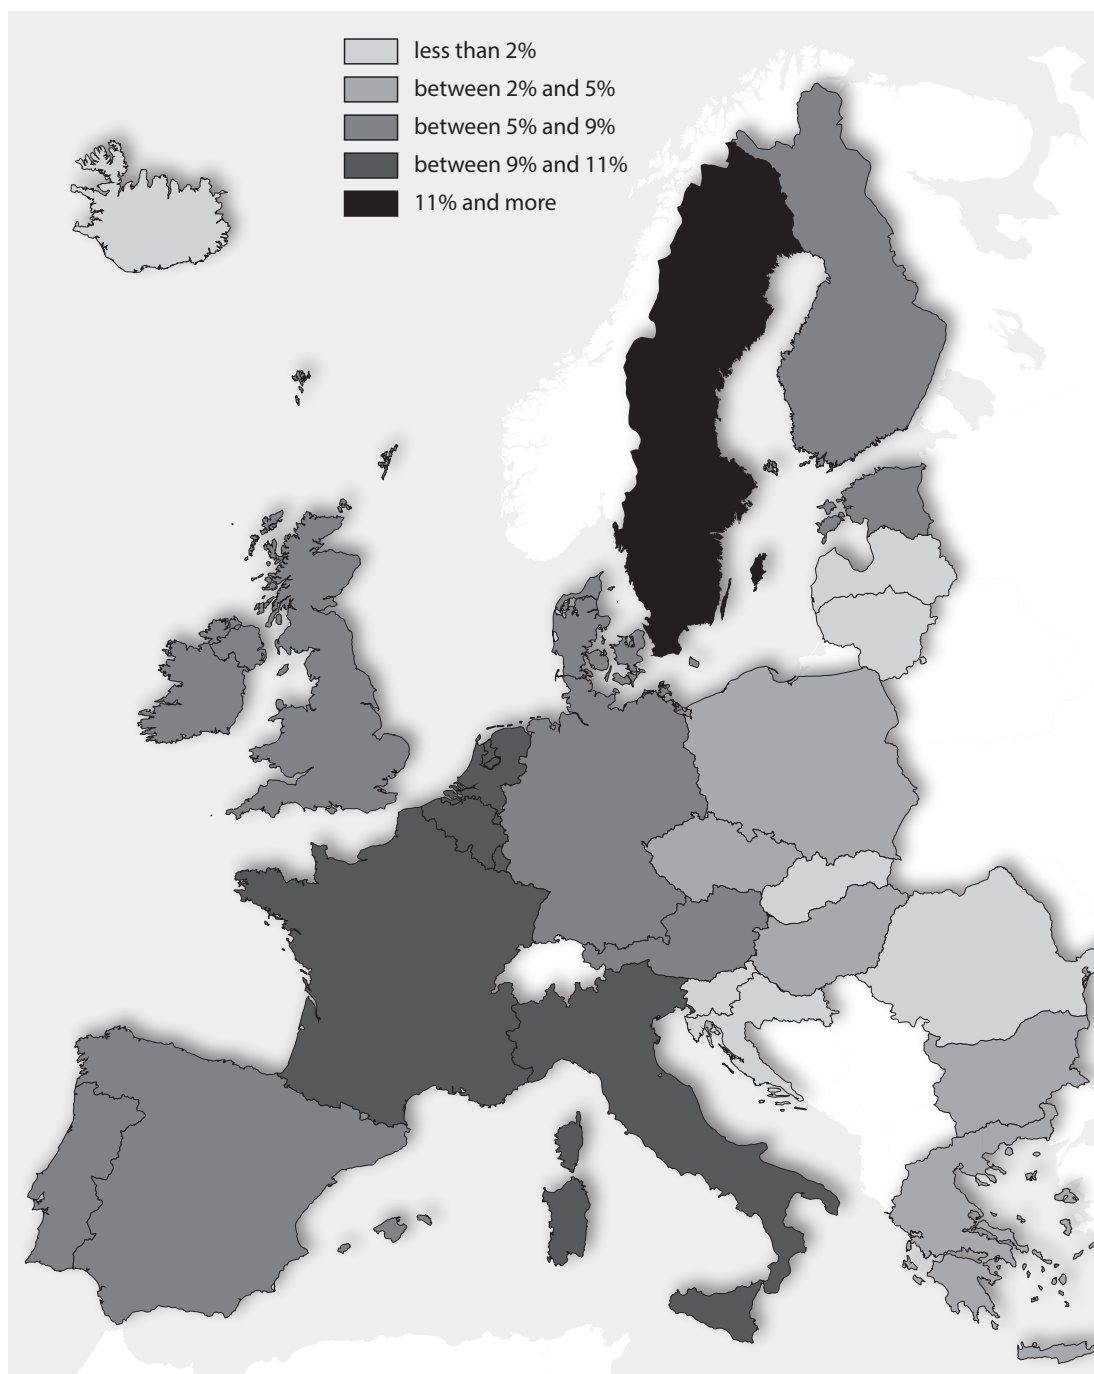 less than 2%
between 2% and 5%
between 5% and 9%
between 9% and 11%
11% and more